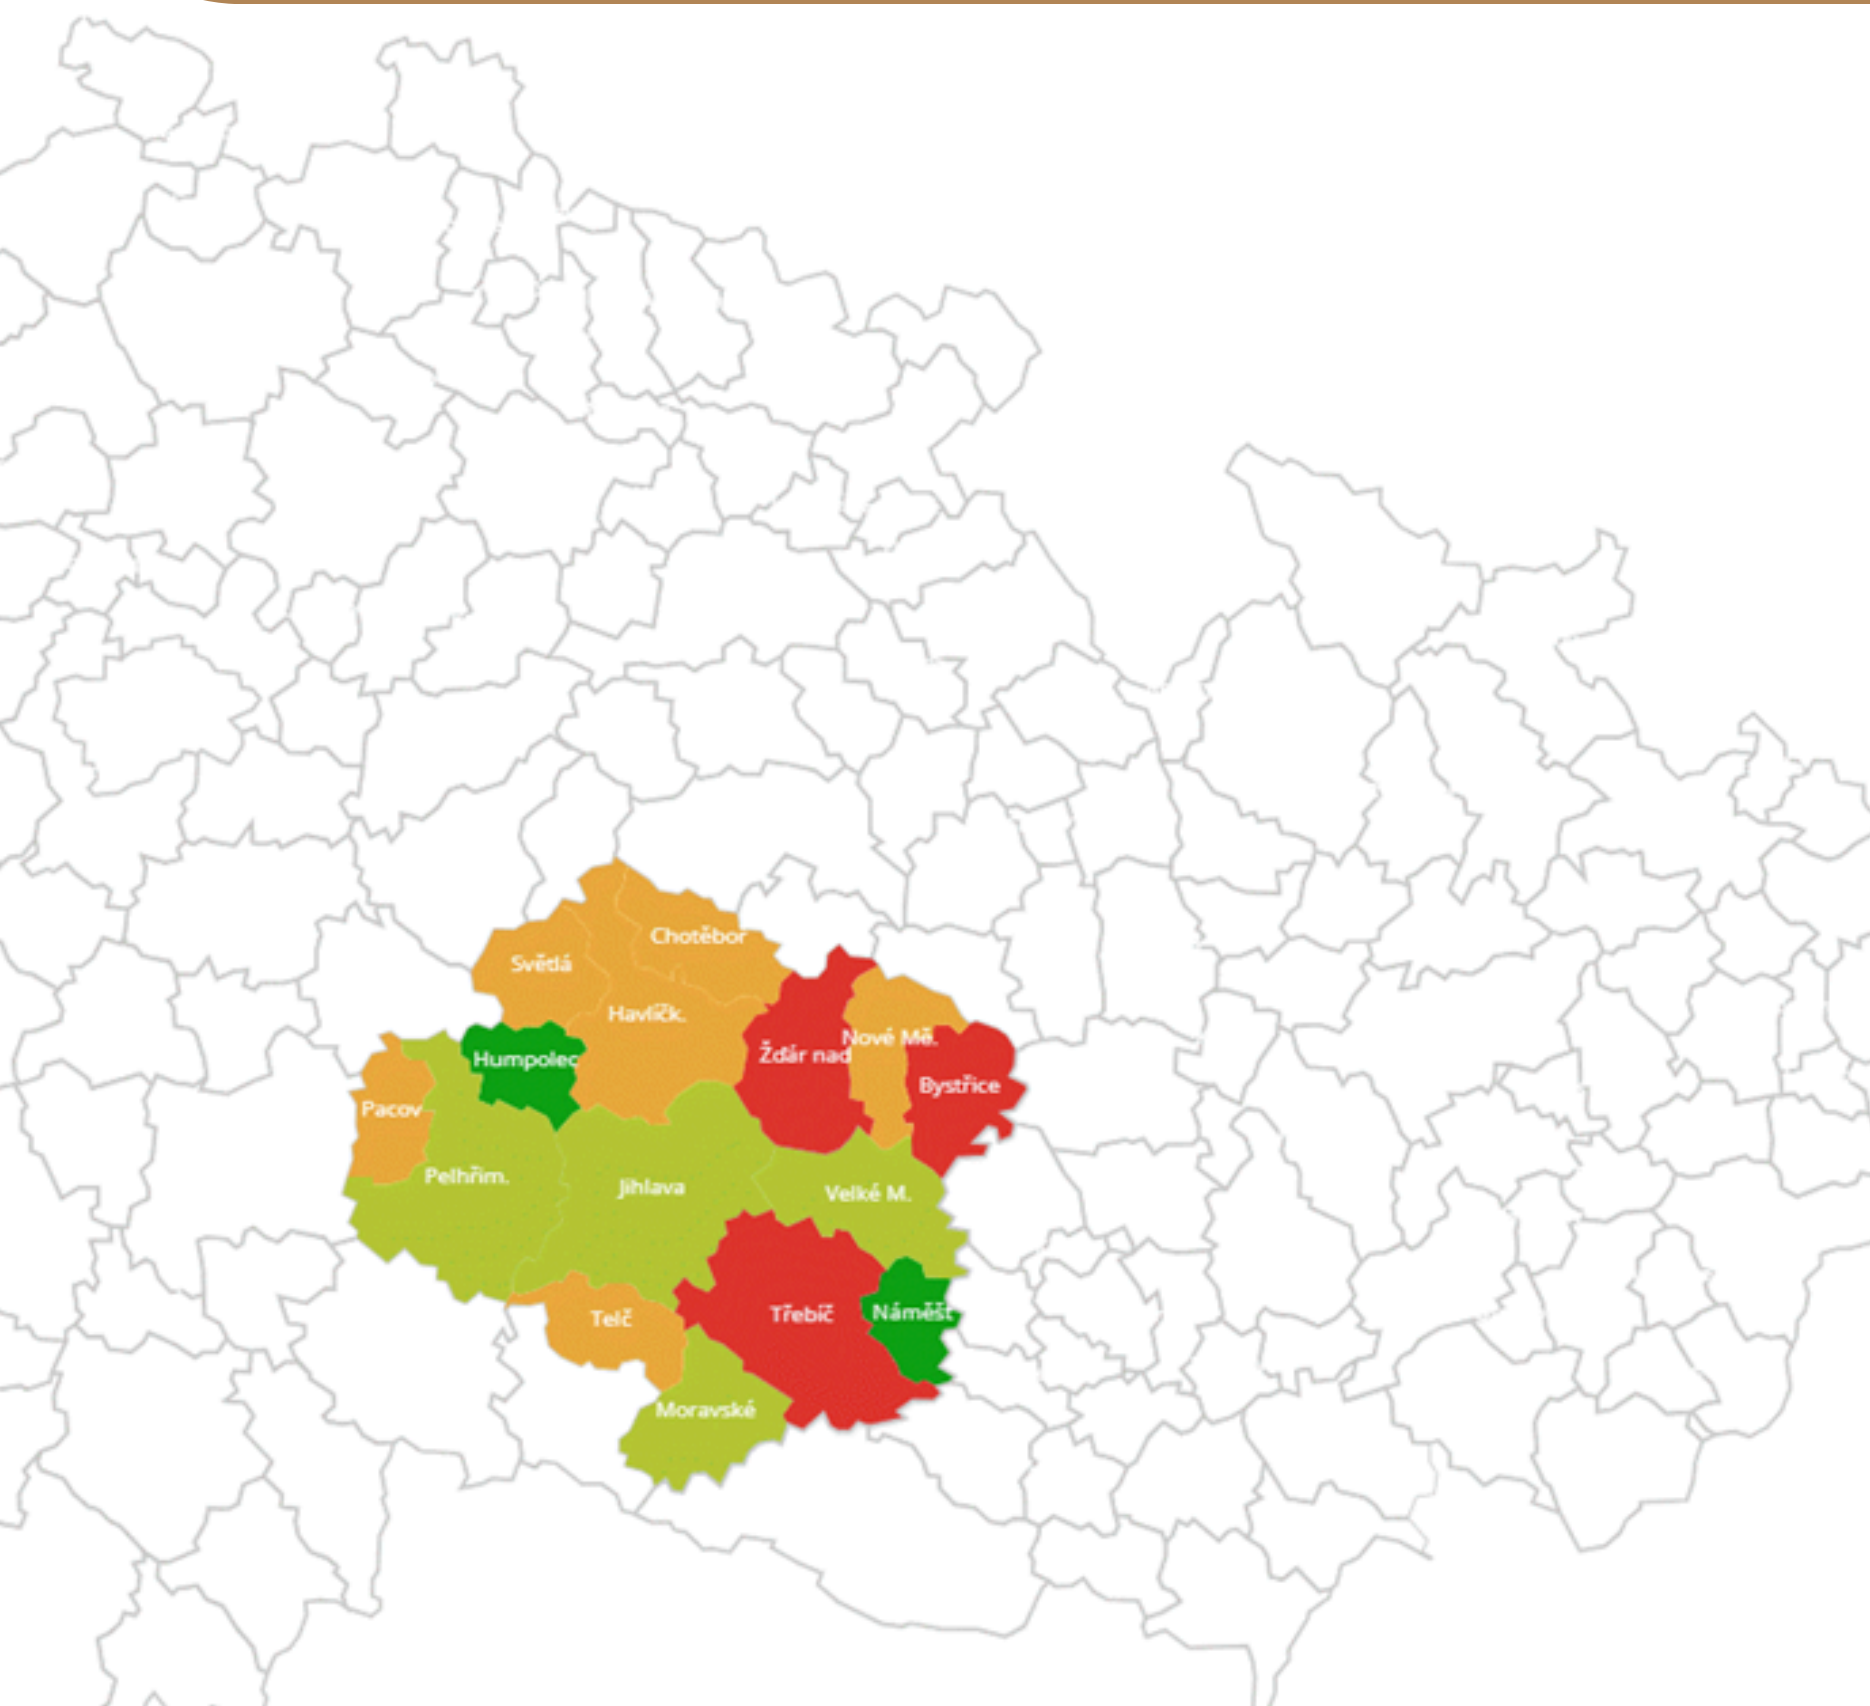 Chotěbor
Světlá
Havlíčk.
Nové Mě.
Žďár nad
Humpolec
Bystřice
Pacov
Pelhřim.
Jihlava
Velké M.
Třebíč
Náměšť
Telč
Moravské